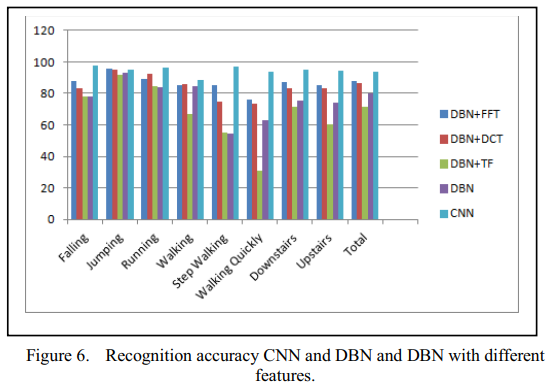 120
100
80
60
40
20
0
Falling
Jumping
Running
Walking
Step Walking
Walking Quickly
Downstairs
Upstairs
Total
DBN+FFT
DBN+DCT
DBN+TF
DBN
CNN
Figure 6. Recognition accuracy CNN and DBN and DBN with different
features.